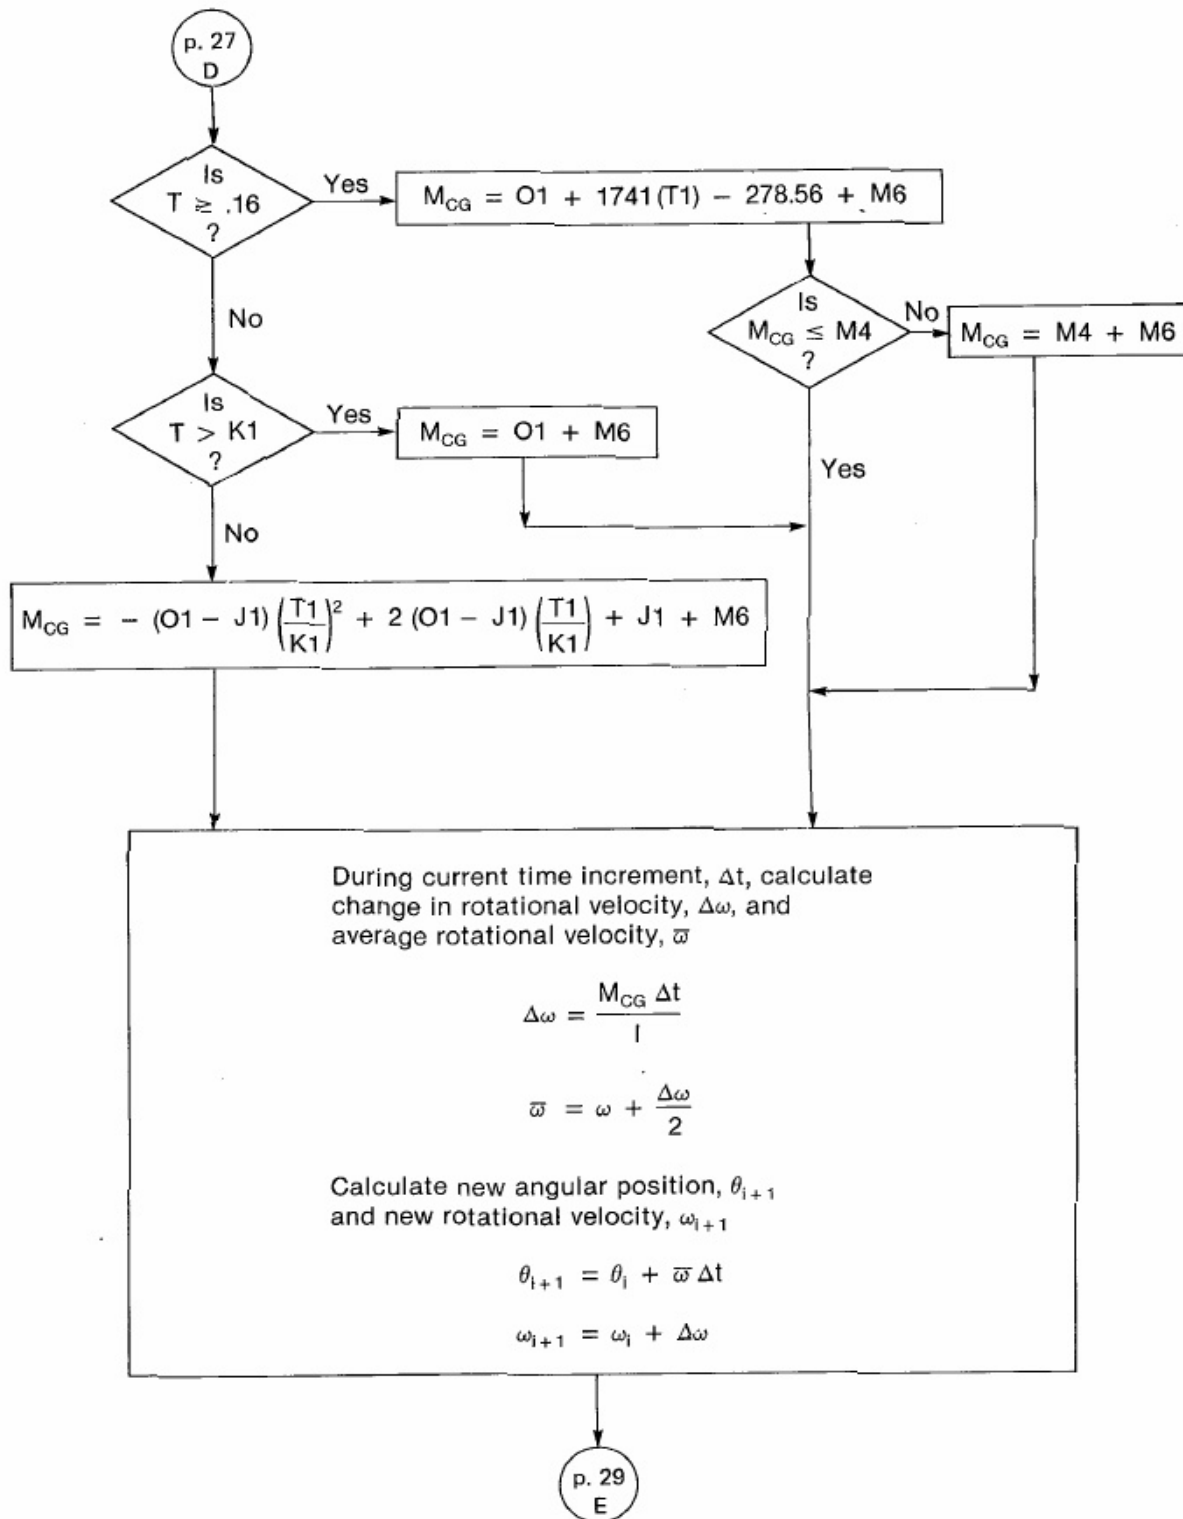 p. 27
D
Is
T ≥ .16
?
Yes
M_CG = O1 + 1741(T1) − 278.56 + M6
No
Is
M_CG ≤ M4
?
No
M_CG = M4 + M6
Yes
Is
T > K1
?
Yes
M_CG = O1 + M6
No
M_CG = − (O1 − J1) (T1/K1)² + 2 (O1 − J1) (T1/K1) + J1 + M6
During current time increment, Δt, calculate
change in rotational velocity, Δω, and
average rotational velocity, ω̅
Δω = M_CG Δt / I
ω̅ = ω + Δω / 2
Calculate new angular position, θ_i+1
and new rotational velocity, ω_i+1
θ_i+1 = θ_i + ω̅ Δt
ω_i+1 = ω_i + Δω
p. 29
E